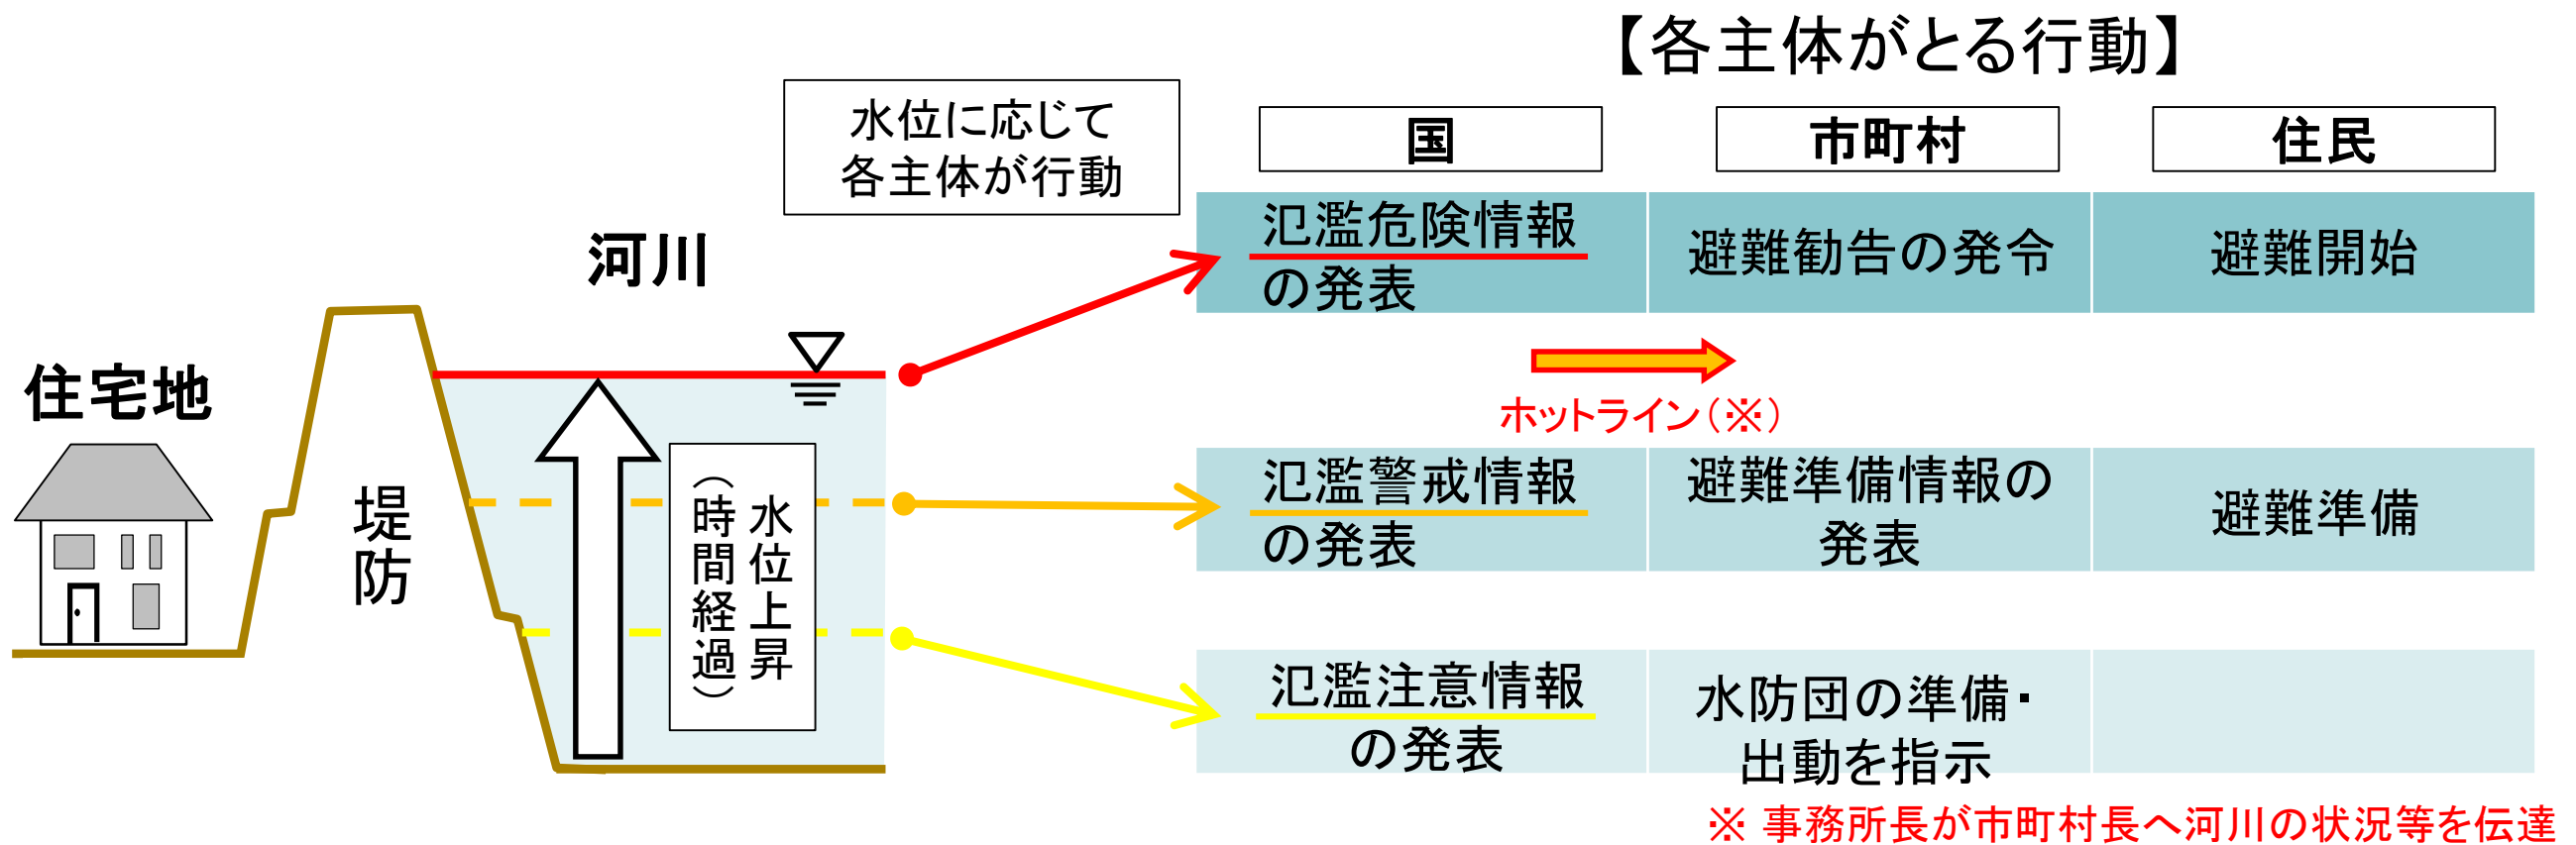 【各主体がとる行動】
水位に応じて
各主体が行動
国
市町村
住民
河川
住宅地
堤防
水位上昇
（時間経過）
氾濫危険情報
の発表
避難勧告の発令
避難開始
ホットライン（※）
氾濫警戒情報
の発表
避難準備情報の
発表
避難準備
氾濫注意情報
の発表
水防団の準備・
出動を指示
※ 事務所長が市町村長へ河川の状況等を伝達